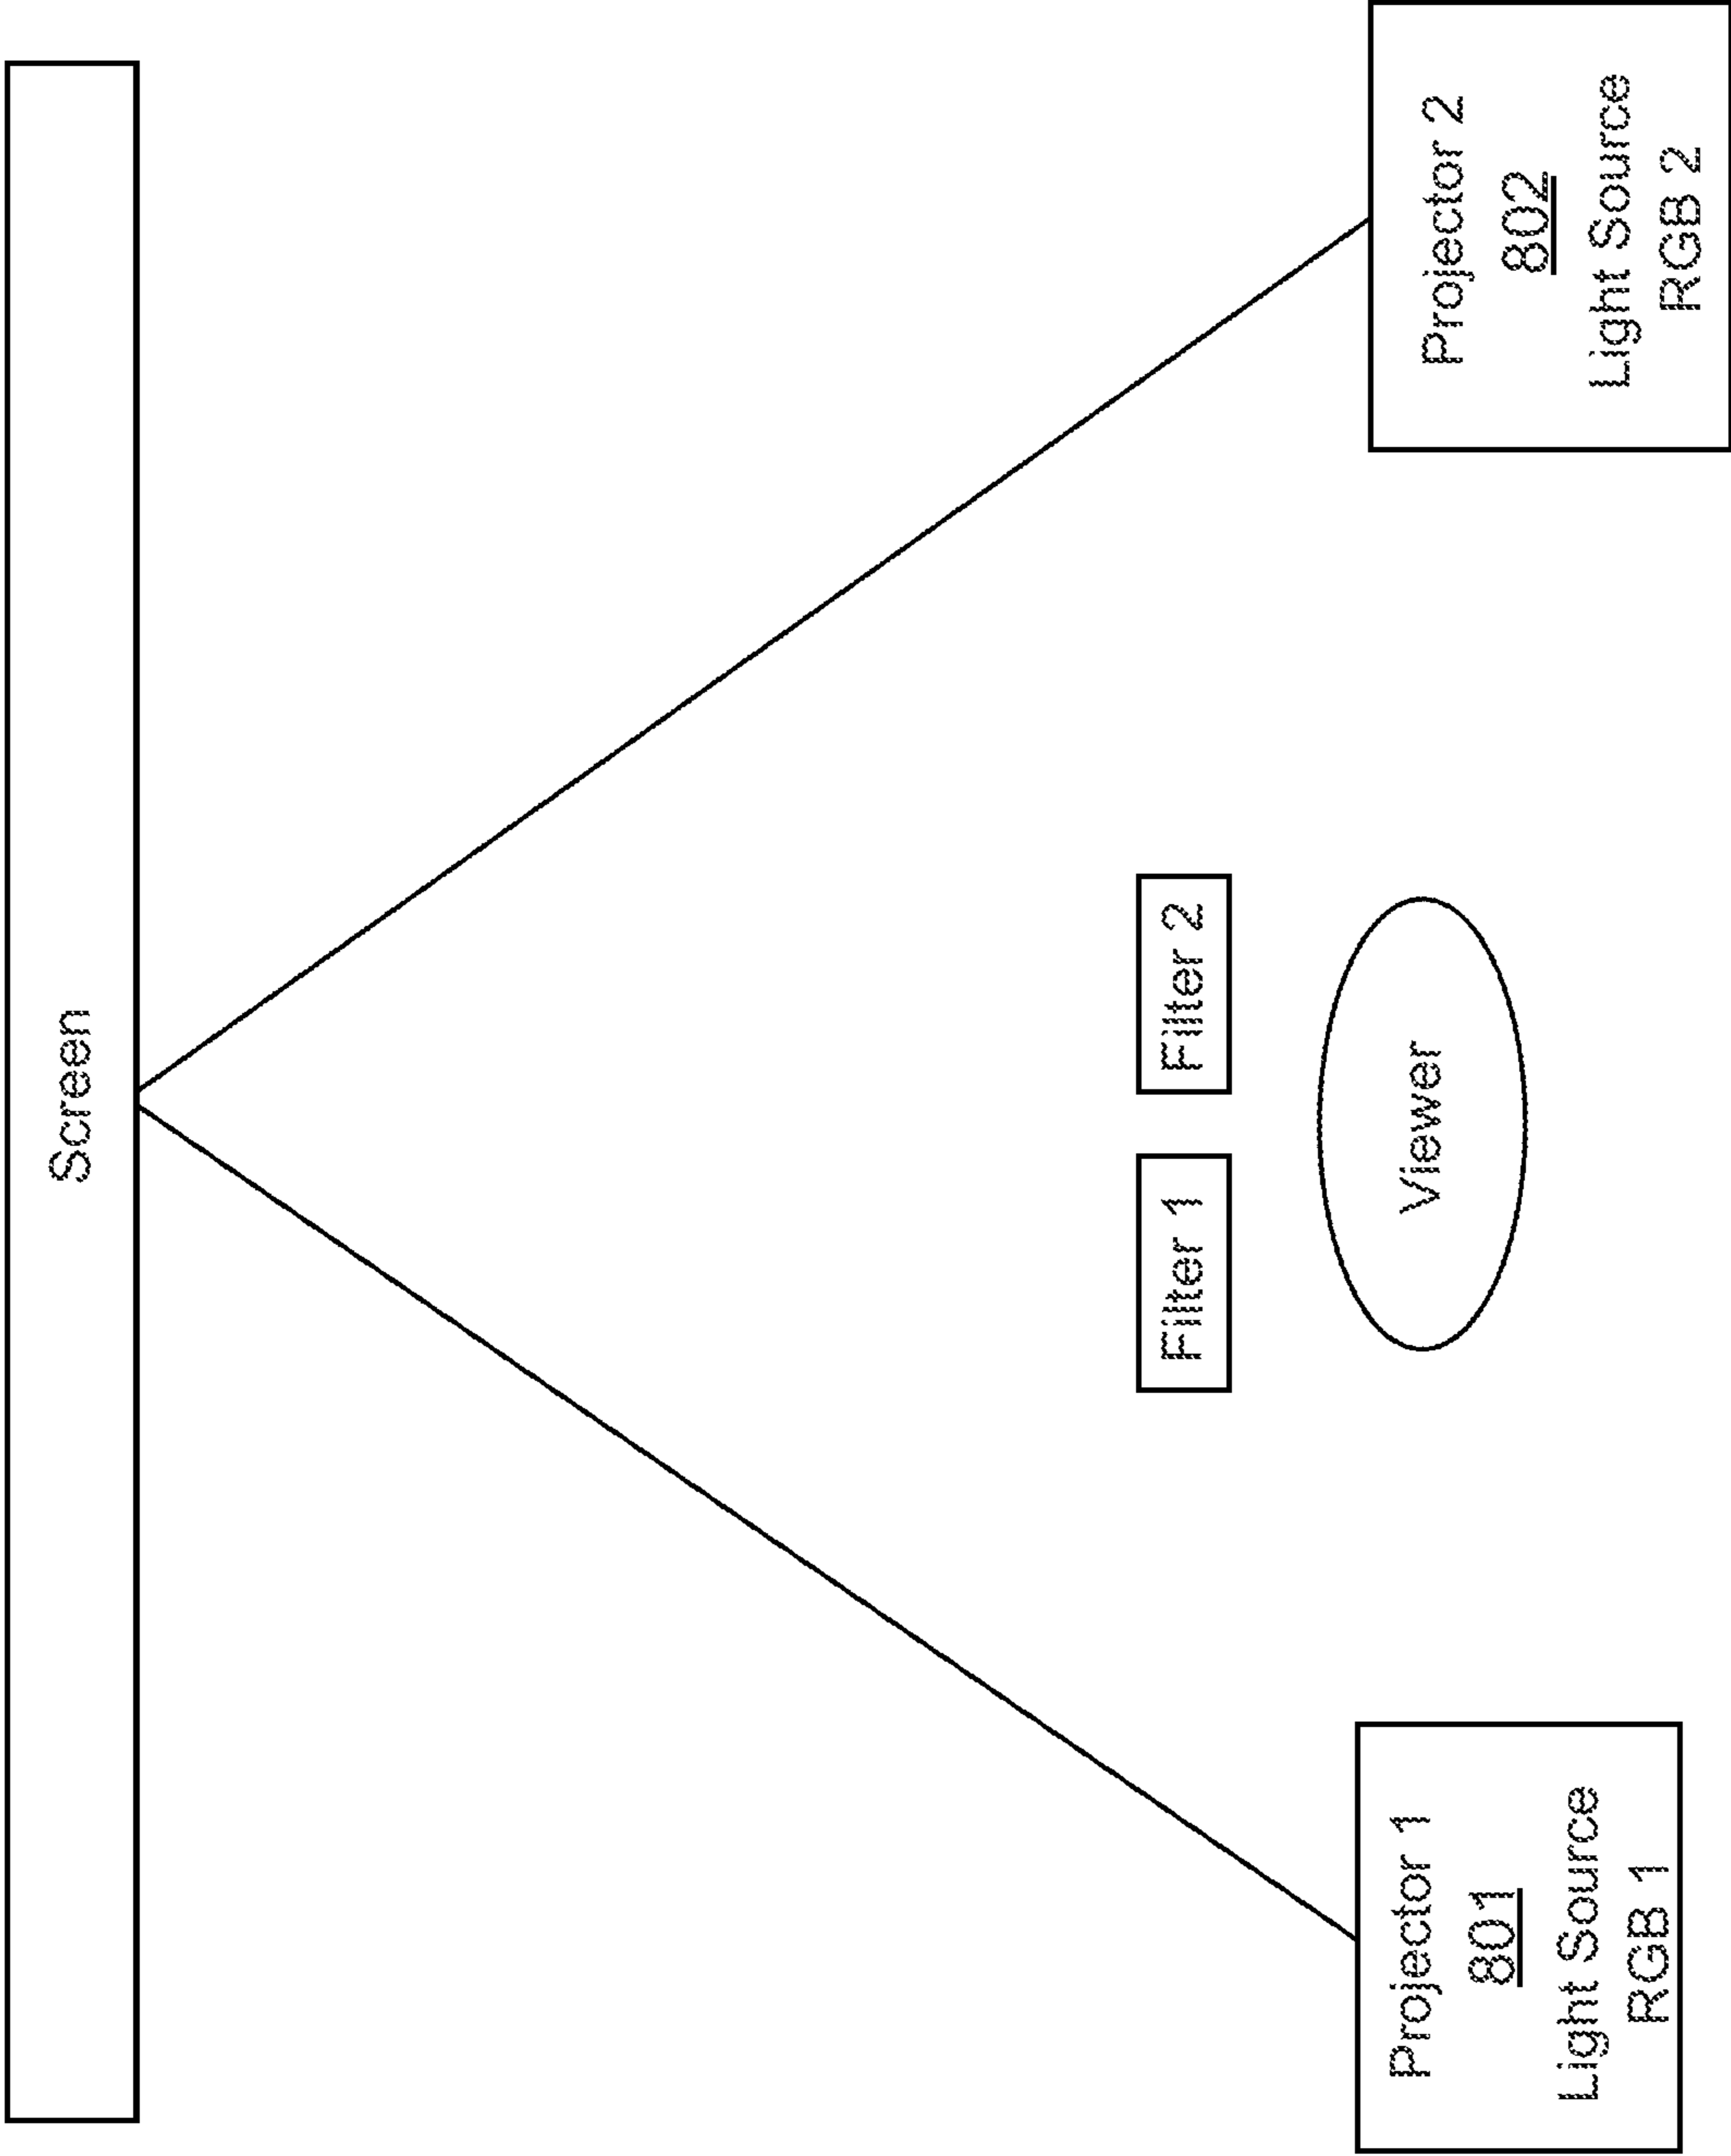 Screen
Filter 1
Filter 2
Viewer
Projector 1
801
Light Source
RGB 1
Projector 2
802
Light Source
RGB 2